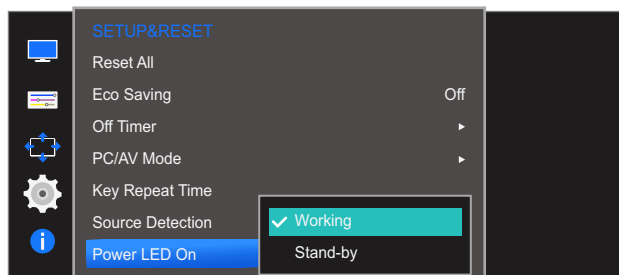 SETUP&RESET
Reset All
Eco Saving Off
Off Timer
PC/AV Mode
Key Repeat Time
Source Detection Working
Power LED On Stand-by